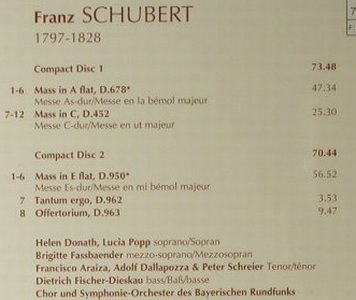 Franz SCHUBERT
1797-1828
Compact Disc 1 73.48
1-6 Mass in A flat, D.678* 47.34
Messe As-dur/Messe en la bémol majeur
7-12 Mass in C, D.452 25.30
Messe C-dur/Messe en ut majeur
Compact Disc 2 70.44
1-6 Mass in E flat, D.950* 56.52
Messe Es-dur/Messe en mi bémol majeur
7 Tantum ergo, D.962 3.53
8 Offertorium, D.963 9.47
Helen Donath, Lucia Popp soprano/Sopran
Brigitte Fassbaender mezzo-soprano/Mezzosopran
Francisco Araiza, Adolf Dallapozza & Peter Schreier Tenor/ténor
Dietrich Fischer-Dieskau bass/Baß/basse
Chor und Symphonie-Orchester des Bayerischen Rundfunks